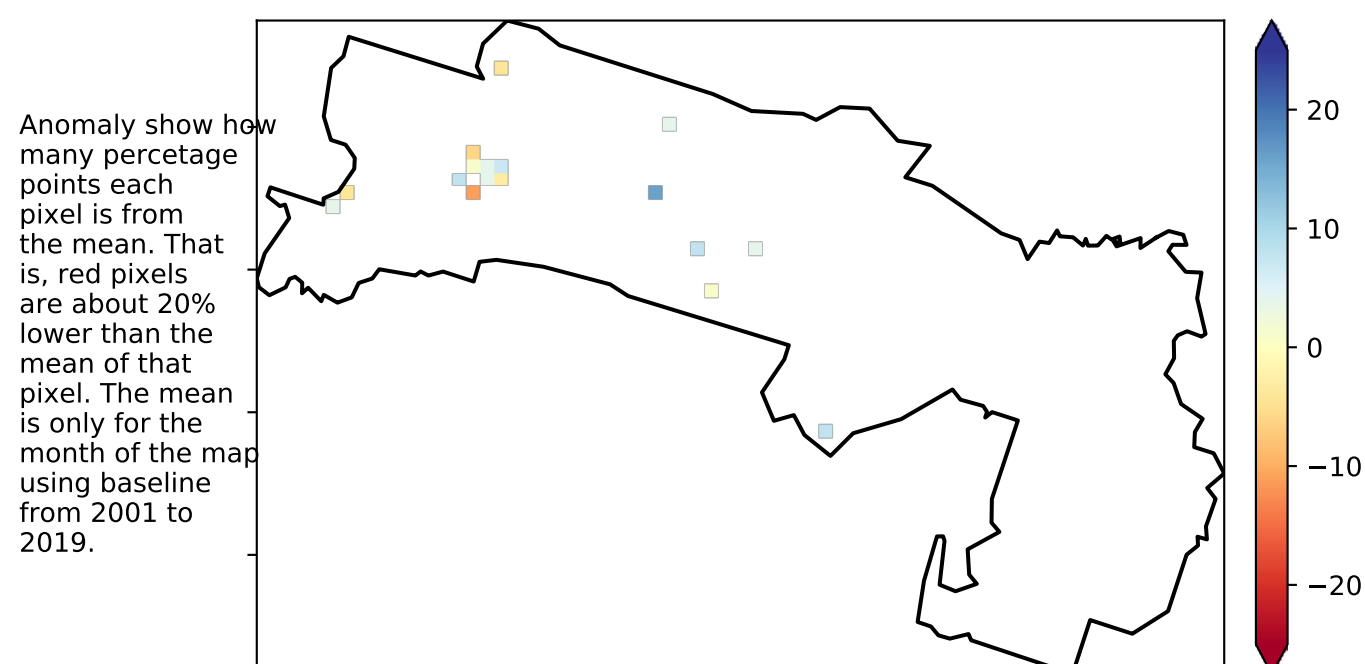 Anomaly show how
many percetage
points each
pixel is from
the mean. That
is, red pixels
are about 20%
lower than the
mean of that
pixel. The mean
is only for the
month of the map
using baseline
from 2001 to
2019.
20
10
0
−10
−20